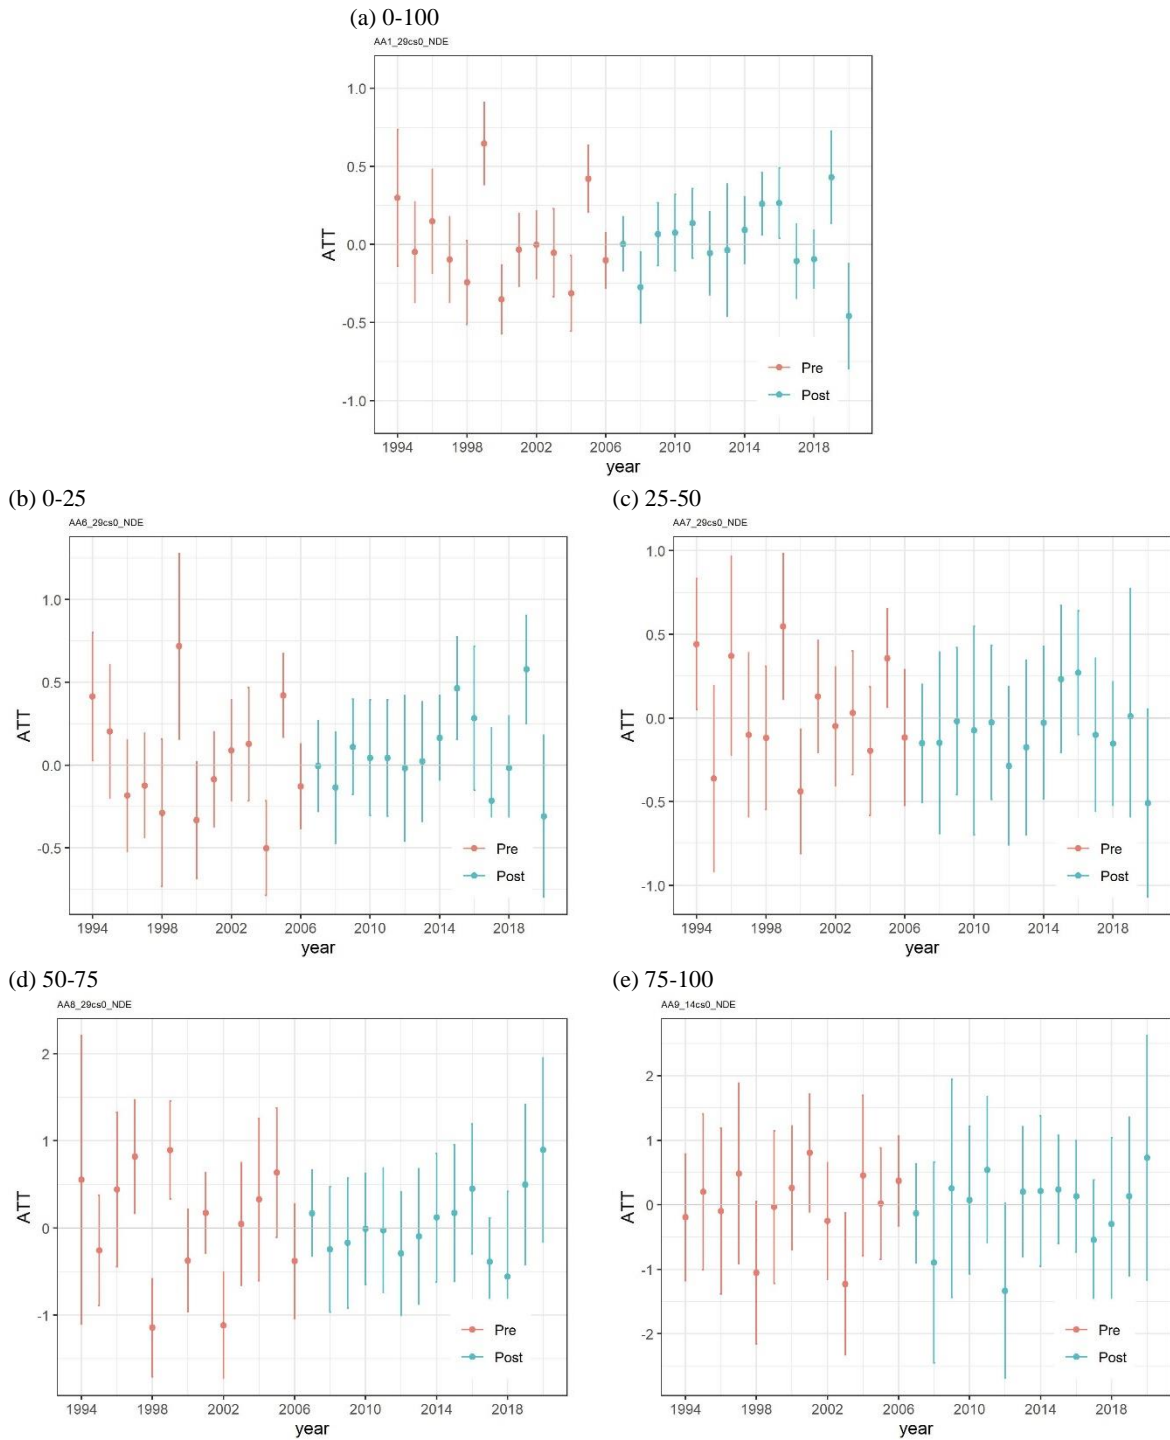 (a) 0-100
AA1_29cs0_NDE
1.0
0.5
0.0
-0.5
-1.0
ATT
Pre
Post
1994 1998 2002 2006 2010 2014 2018
year
(b) 0-25
AA6_29cs0_NDE
1.0
0.5
0.0
-0.5
ATT
Pre
Post
1994 1998 2002 2006 2010 2014 2018
year
(c) 25-50
AA7_29cs0_NDE
1.0
0.5
0.0
-0.5
-1.0
ATT
Pre
Post
1994 1998 2002 2006 2010 2014 2018
year
(d) 50-75
AA8_29cs0_NDE
2
1
0
-1
ATT
Pre
Post
1994 1998 2002 2006 2010 2014 2018
year
(e) 75-100
AA9_14cs0_NDE
2
1
0
-1
-2
ATT
Pre
Post
1994 1998 2002 2006 2010 2014 2018
year